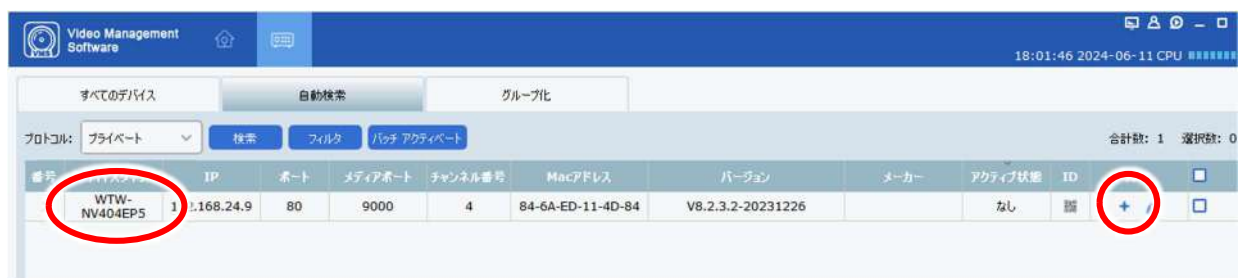 Video Management
Software
18:01:46 2024-06-11 CPU
すべてのデバイス 自動検索 グループ化
プロトコル: プライベート 検索 フィルタ バッチ アクティベート 合計数: 1 選択数: 0
番号 IP ポート メディアポート チャンネル番号 Macアドレス バージョン メーカー アクティブ状態 ID
WTW-
NV404EP5 .168.24.9 80 9000 4 84-6A-ED-11-4D-84 V8.2.3.2-20231226 なし